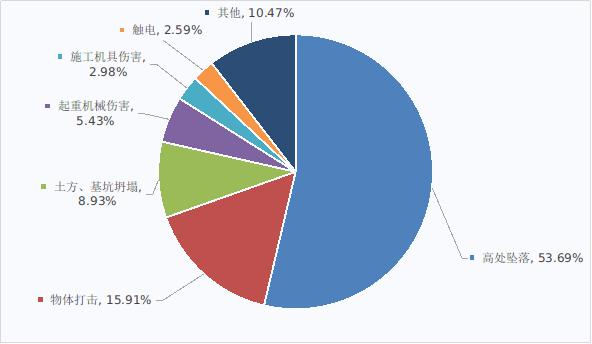 其他, 10.47%
触电, 2.59%
施工机具伤害,
2.98%
起重机械伤害,
5.43%
土方、基坑坍塌,
8.93%
高处坠落, 53.69%
物体打击, 15.91%